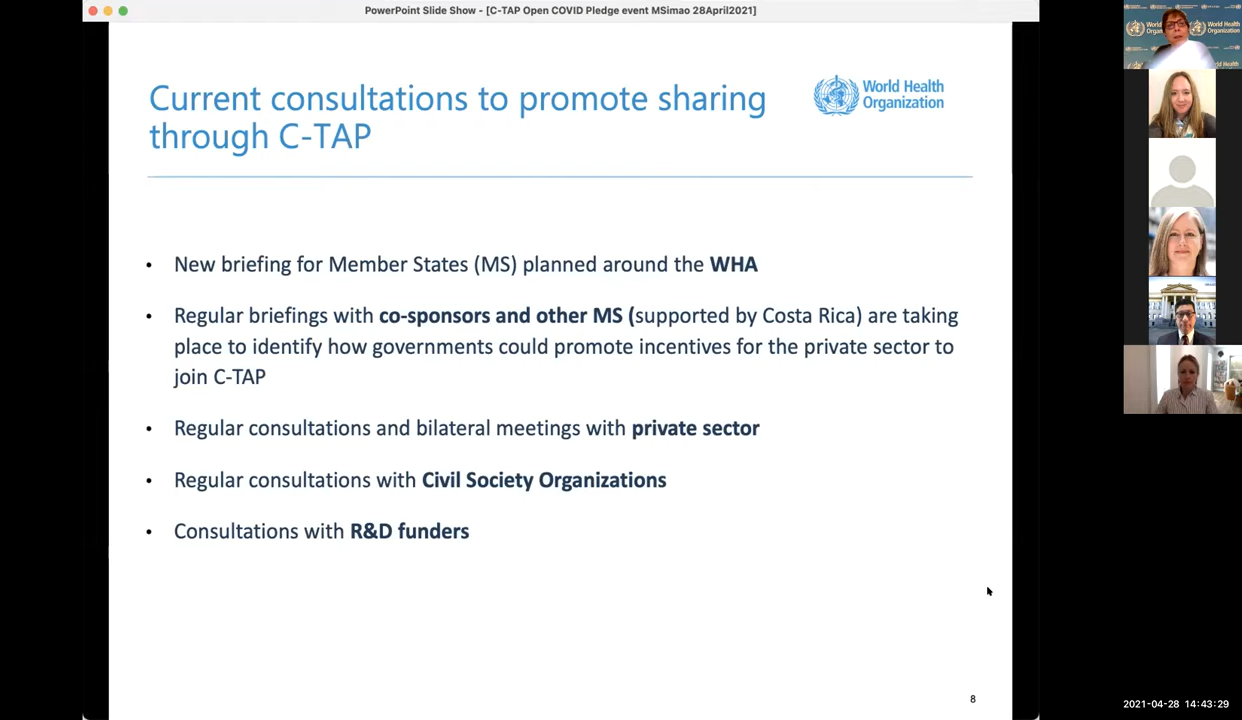 PowerPoint Slide Show - [C-TAP Open COVID Pledge event MSimao 28April2021]
Current consultations to promote sharing
through C-TAP
World Health
Organization
• New briefing for Member States (MS) planned around the WHA
• Regular briefings with co-sponsors and other MS (supported by Costa Rica) are taking
place to identify how governments could promote incentives for the private sector to
join C-TAP
• Regular consultations and bilateral meetings with private sector
• Regular consultations with Civil Society Organizations
• Consultations with R&D funders
8
2021-04-28 14:43:29